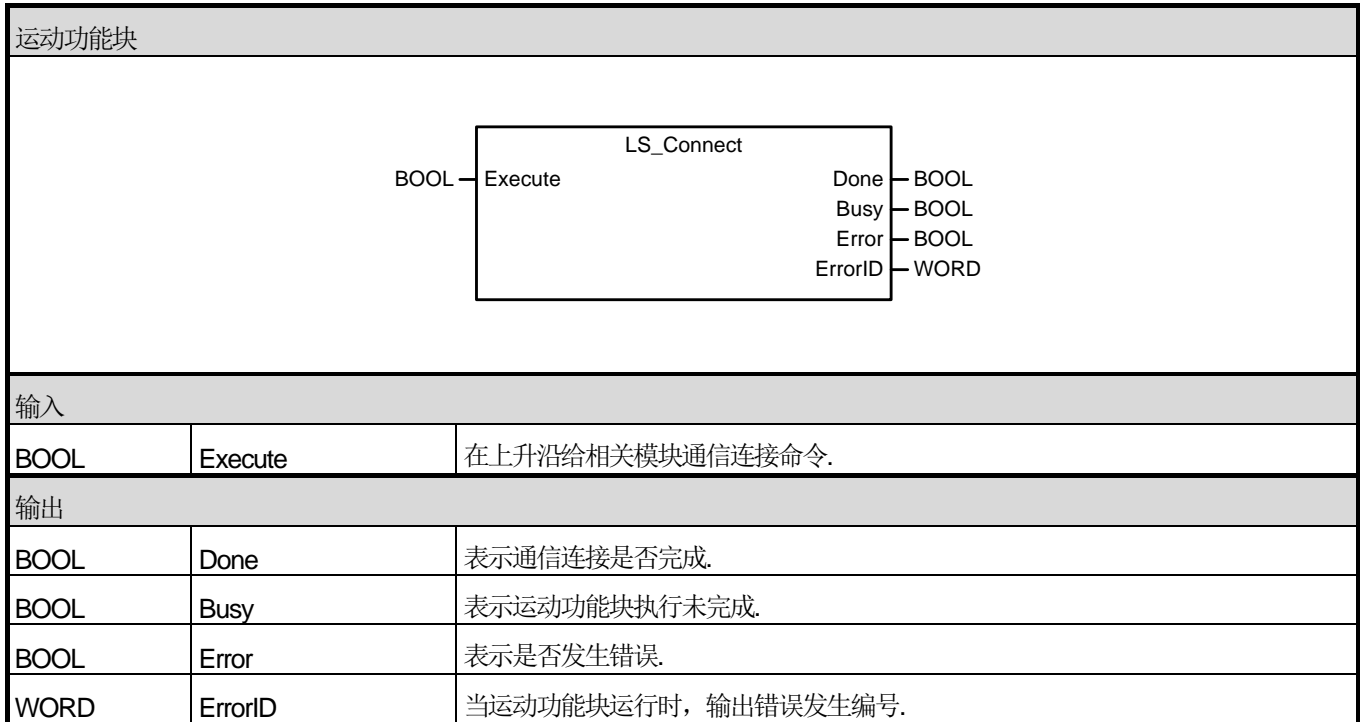 运动功能块
LS_Connect
BOOL Execute Done BOOL
Busy BOOL
Error BOOL
ErrorID WORD
输入
BOOL Execute 在上升沿给相关模块通信连接命令.
输出
BOOL Done 表示通信连接是否完成.
BOOL Busy 表示运动功能块执行未完成.
BOOL Error 表示是否发生错误.
WORD ErrorID 当运动功能块运行时，输出错误发生编号.